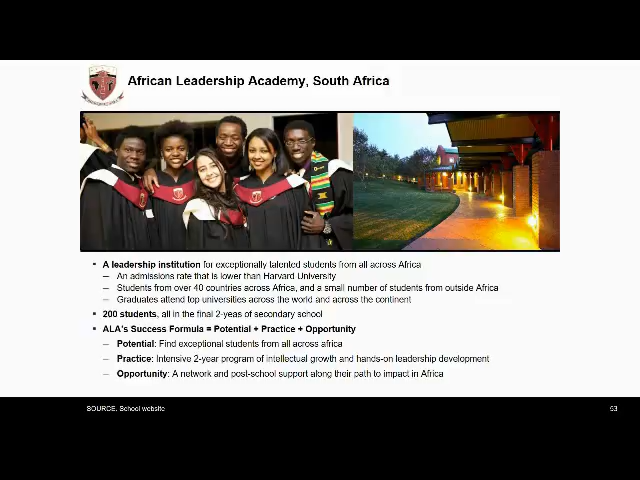 African Leadership Academy, South Africa
▪ A leadership institution for exceptionally talented students from all across Africa
– An admissions rate that is lower than Harvard University
– Students from over 40 countries across Africa, and a small number of students from outside Africa
– Graduates attend top universities across the world and across the continent
▪ 200 students, all in the final 2-yeas of secondary school
▪ ALA's Success Formula = Potential + Practice + Opportunity
– Potential: Find exceptional students from all across africa
– Practice: Intensive 2-year program of intellectual growth and hands-on leadership development
– Opportunity: A network and post-school support along their path to impact in Africa
SOURCE. School website
53